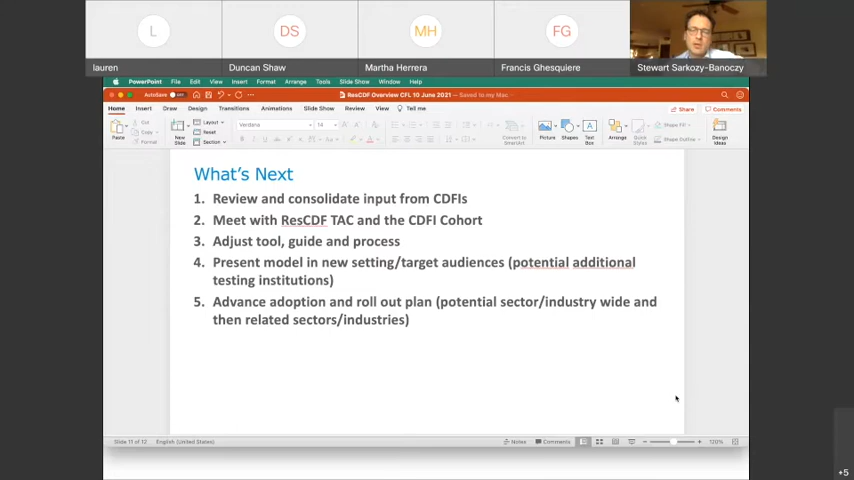 L
DS
MH
FG
lauren
Duncan Shaw
Martha Herrera
Francis Ghesquiere
Stewart Sarkozy-Banoczy
PowerPoint File Edit View Insert Format Arrange Tools Slide Show Window Help
AutoSave OFF ResCDF Overview CFL 10 June 2021 – Saved to my Mac
Home Insert Draw Design Transitions Animations Slide Show Review View Tell me Share Comments
Paste
Cut
Copy
Format
New
Slide
Layout
Reset
Section
Verdana 14
Convert to
SmartArt
Picture
Shapes
Text
Box
Arrange
Quick
Styles
Shape Fill
Shape Outline
Design
Ideas
What's Next
1. Review and consolidate input from CDFIs
2. Meet with ResCDF TAC and the CDFI Cohort
3. Adjust tool, guide and process
4. Present model in new setting/target audiences (potential additional
testing institutions)
5. Advance adoption and roll out plan (potential sector/industry wide and
then related sectors/industries)
Slide 11 of 12 English (United States) Notes Comments 120%
+5